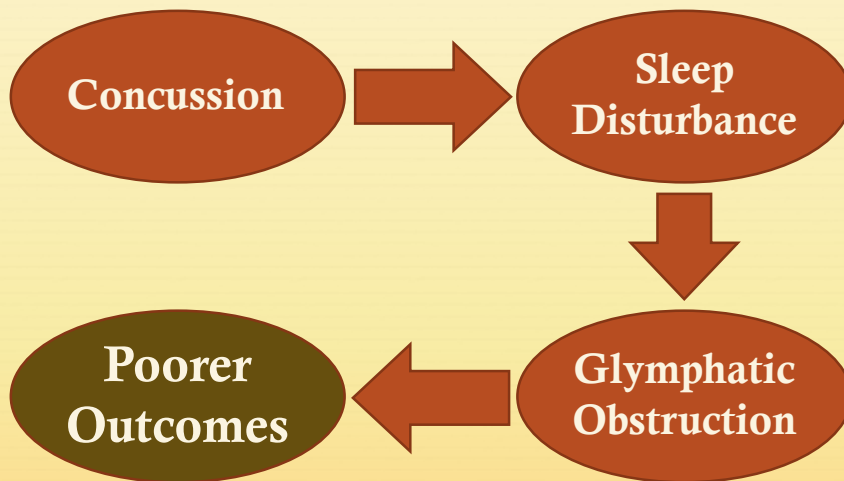 Concussion
Sleep
Disturbance
Glymphatic
Obstruction
Poorer
Outcomes